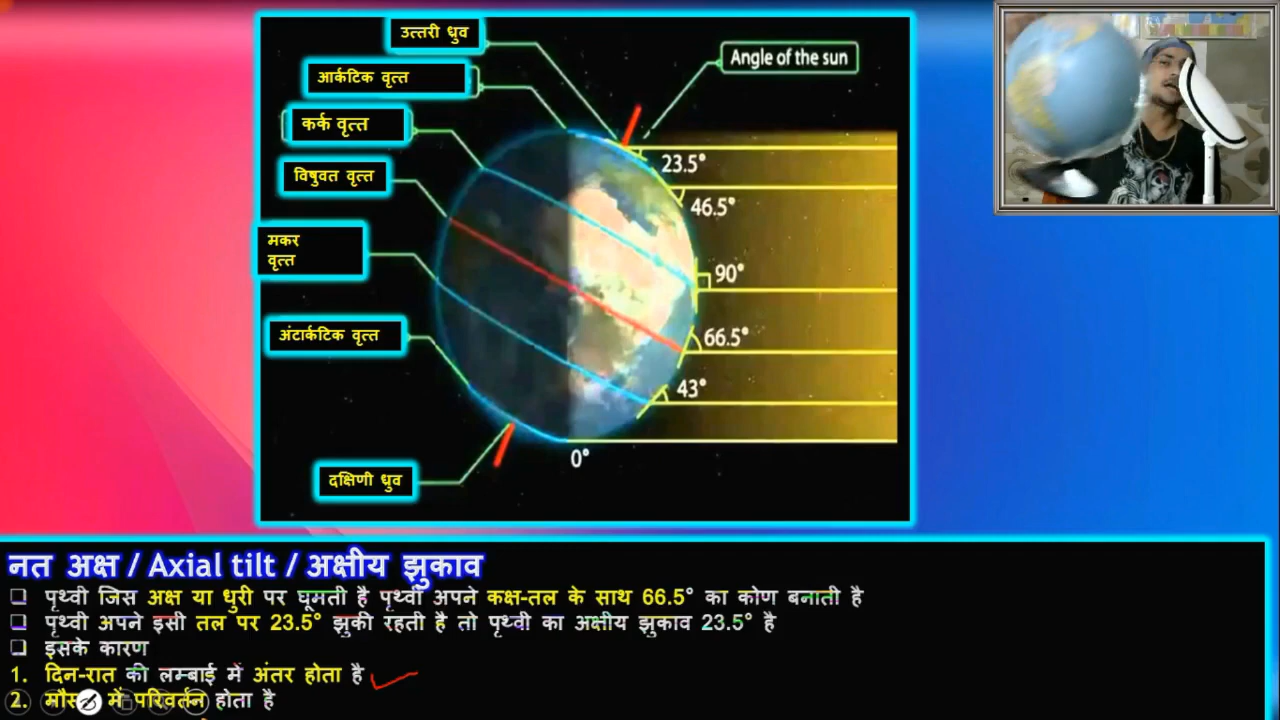 उत्तरी ध्रुव
Angle of the sun
आर्कटिक वृत्त
कर्क वृत्त
विषुवत वृत्त
मकर
वृत्त
अंटार्कटिक वृत्त
दक्षिणी ध्रुव
23.5°
46.5°
90°
66.5°
43°
0°
नत अक्ष / Axial tilt / अक्षीय झुकाव
पृथ्वी जिस अक्ष या धुरी पर घूमती है पृथ्वी अपने कक्ष-तल के साथ 66.5° का कोण बनाती है
पृथ्वी अपने इसी तल पर 23.5° झुकी रहती है तो पृथ्वी का अक्षीय झुकाव 23.5° है
इसके कारण
1. दिन-रात की लम्बाई में अंतर होता है
2. में परिवर्तन होता है